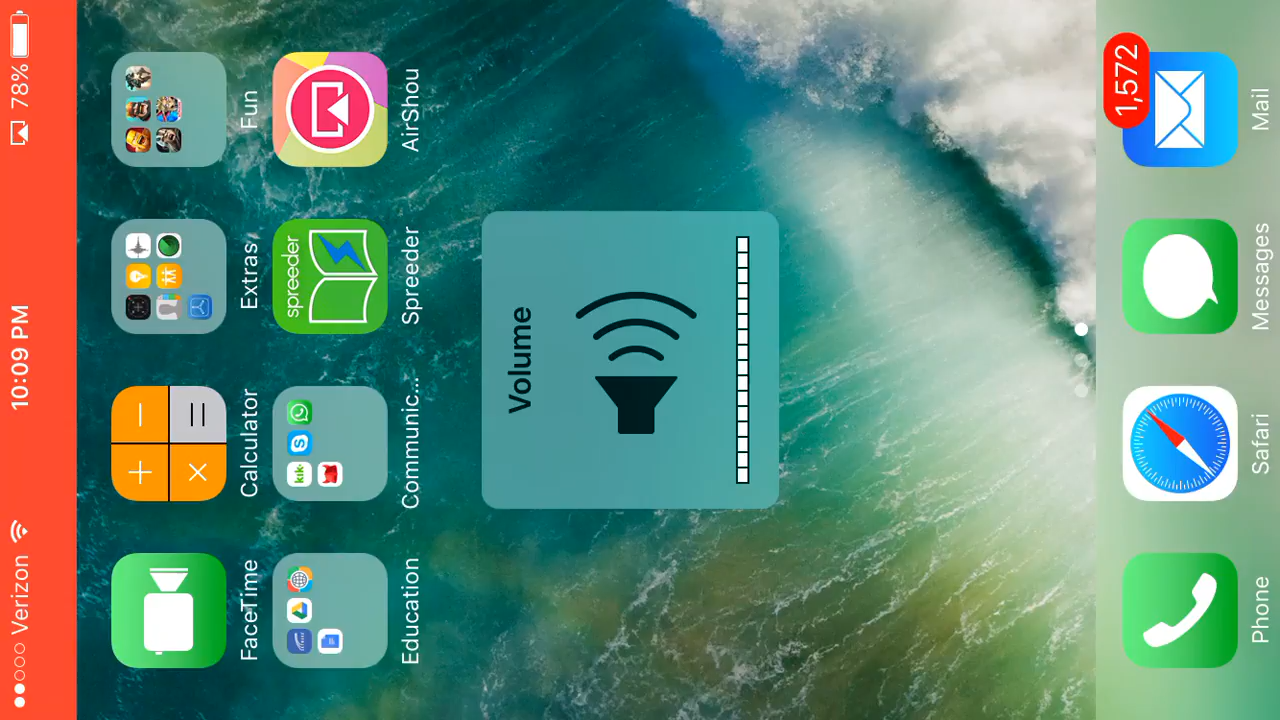 Verizon 10:09 PM 78%
FaceTime Calculator Extras Fun
spreeder
Education Communic... Spreeder AirShou
Volume
1,572
Phone Safari Messages Mail